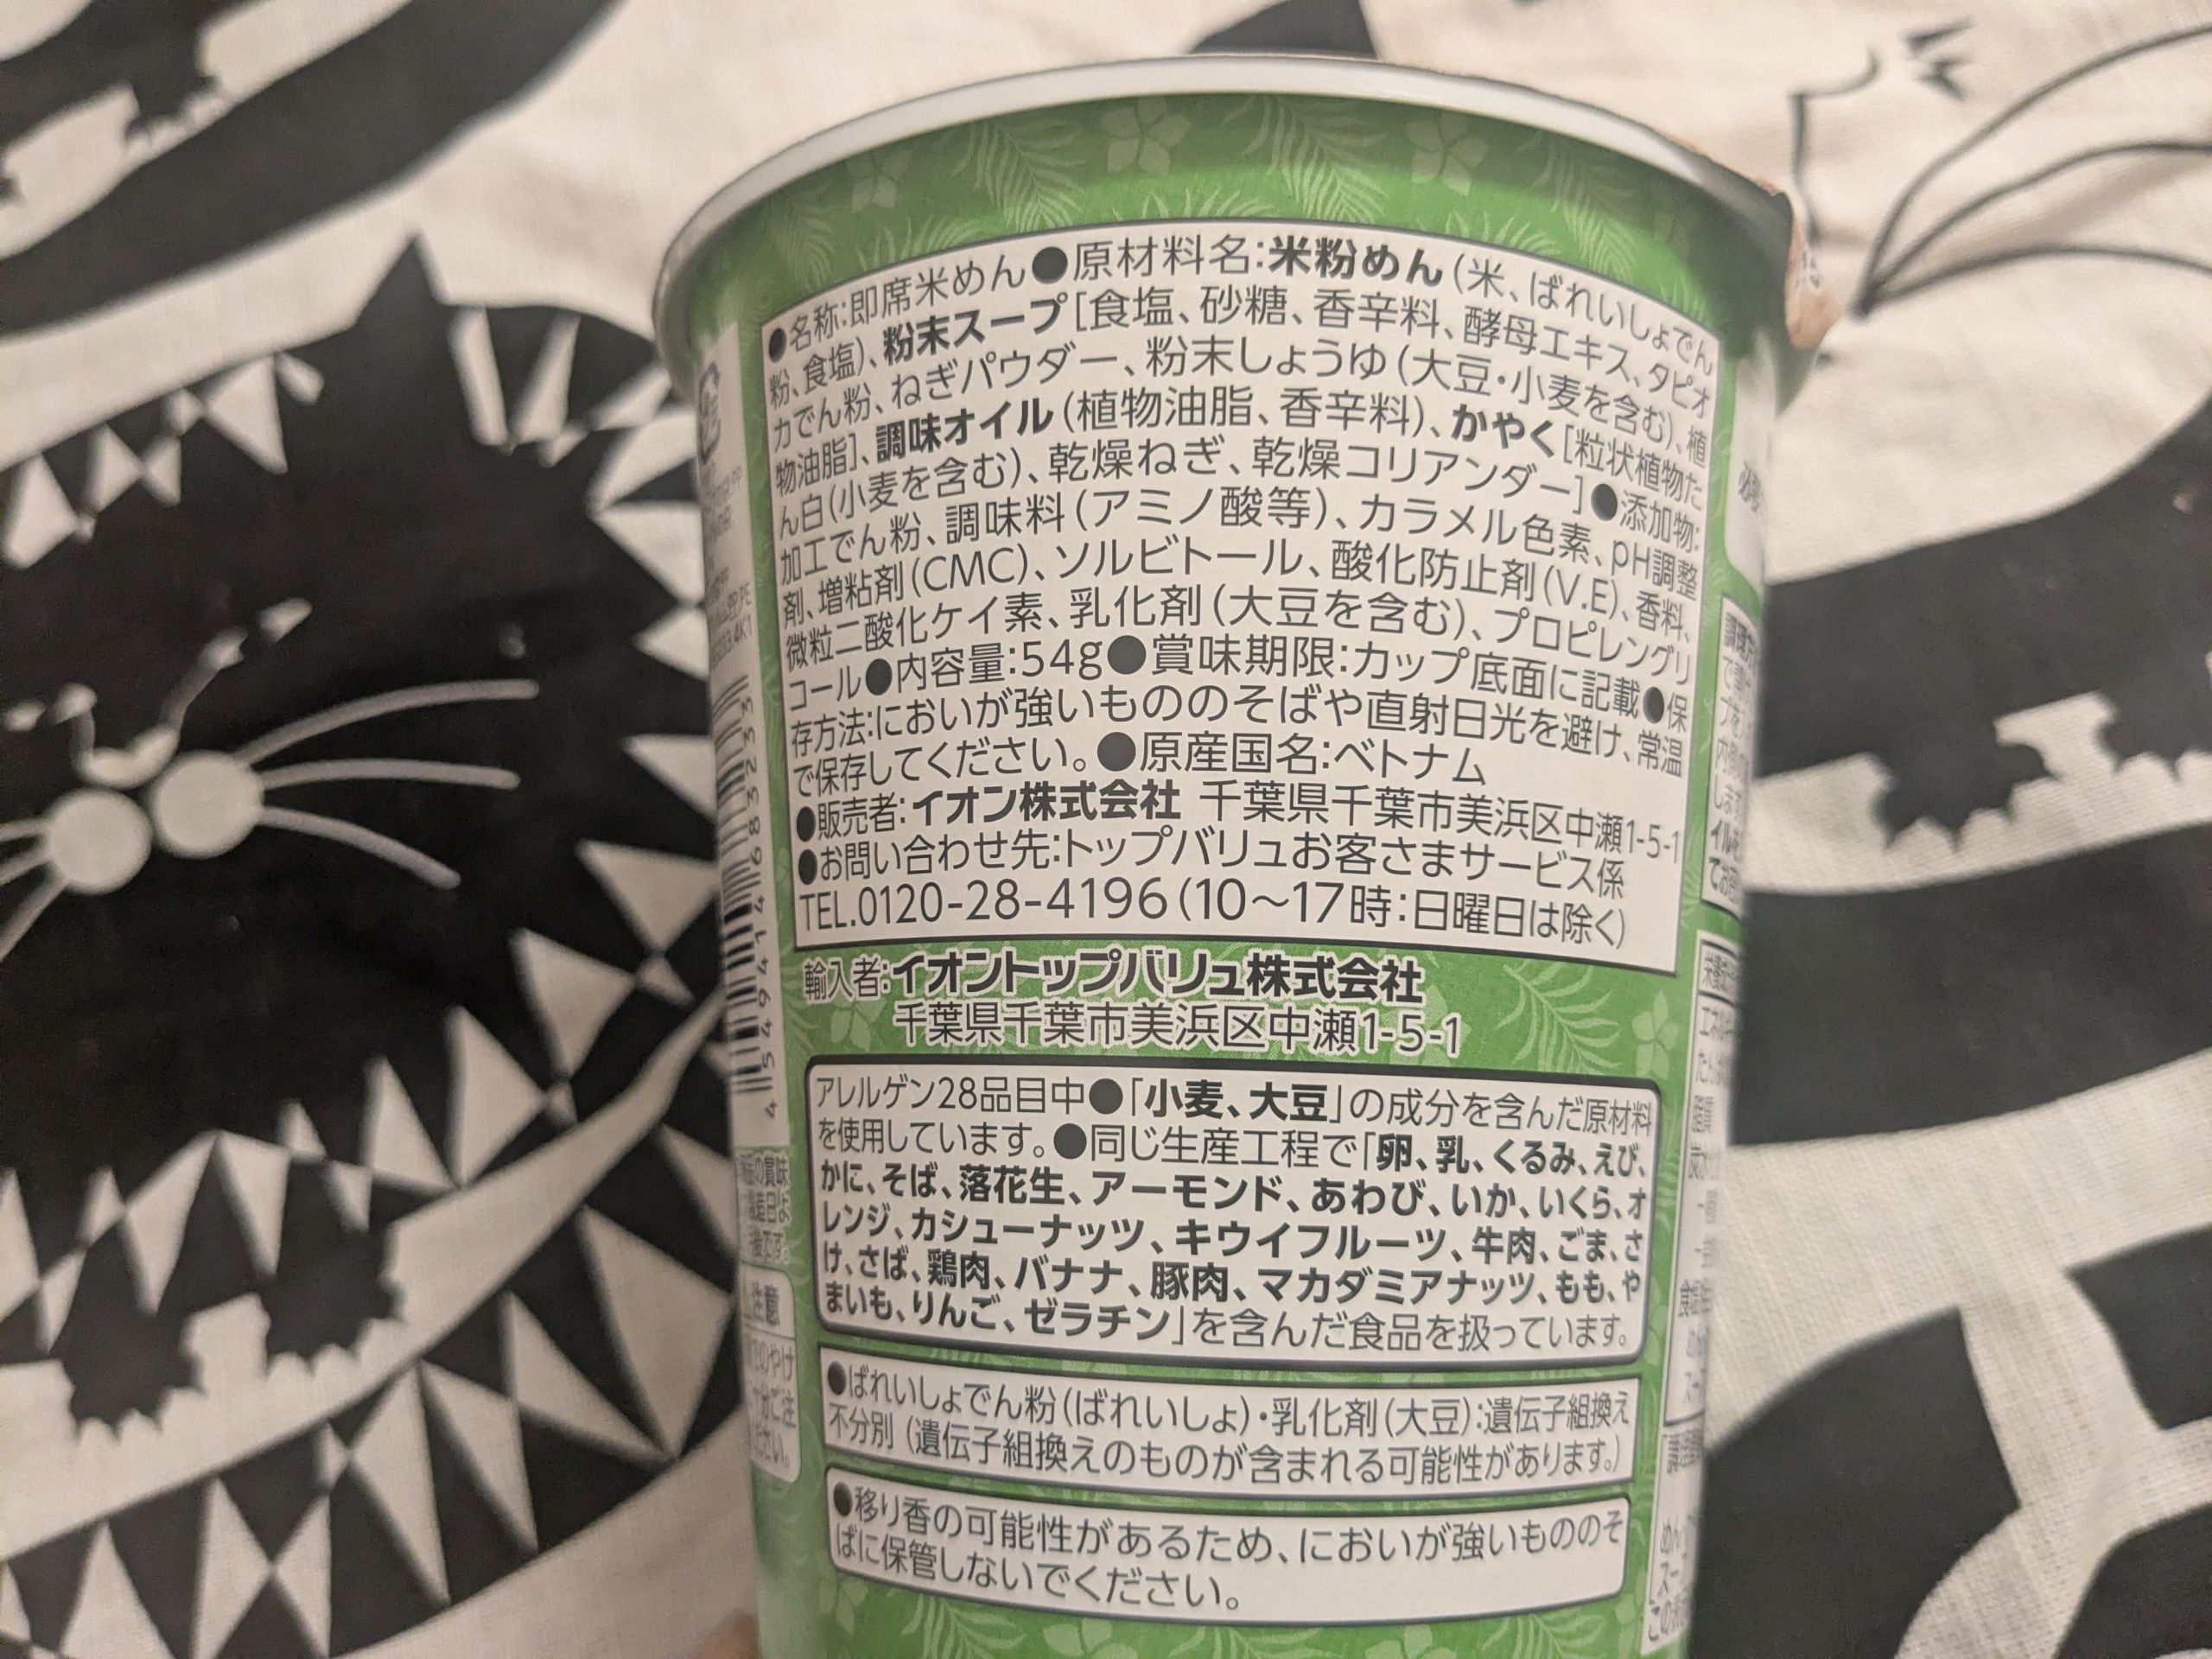 ●名称:即席米めん●原材料名:米粉めん(米、ばれいしょでん
粉、食塩)、粉末スープ[食塩、砂糖、香辛料、酵母エキス、タピオ
カでん粉、ねぎパウダー、粉末しょうゆ(大豆・小麦を含む)、植
物油脂]、調味オイル(植物油脂、香辛料)、かやく[粒状植物た
ん白(小麦を含む)、乾燥ねぎ、乾燥コリアンダー]●添加物:
加工でん粉、調味料(アミノ酸等)、カラメル色素、pH調整
剤、増粘剤(CMC)、ソルビトール、酸化防止剤(V.E)、香料、
微粒二酸化ケイ素、乳化剤(大豆を含む)、プロピレングリ
コール●内容量:54g●賞味期限:カップ底面に記載●保
存方法:においが強いもののそばや直射日光を避け、常温
で保存してください。●原産国名:ベトナム
●販売者:イオン株式会社 千葉県千葉市美浜区中瀬1-5-1
●お問い合わせ先:トップバリュお客さまサービス係
TEL.0120-28-4196(10〜17時:日曜日は除く)
輸入者:イオントップバリュ株式会社
千葉県千葉市美浜区中瀬1-5-1
アレルゲン28品目中●「小麦、大豆」の成分を含んだ原材料
を使用しています。●同じ生産工程で「卵、乳、くるみ、えび、
かに、そば、落花生、アーモンド、あわび、いか、いくら、オ
レンジ、カシューナッツ、キウイフルーツ、牛肉、ごま、さ
け、さば、鶏肉、バナナ、豚肉、マカダミアナッツ、もも、や
まいも、りんご、ゼラチン」を含んだ食品を扱っています。
●ばれいしょでん粉(ばれいしょ)・乳化剤(大豆):遺伝子組換え
不分別 (遺伝子組換えのものが含まれる可能性があります。)
●移り香の可能性があるため、においが強いもののそ
ばに保管しないでください。
4 549414 683233
注意